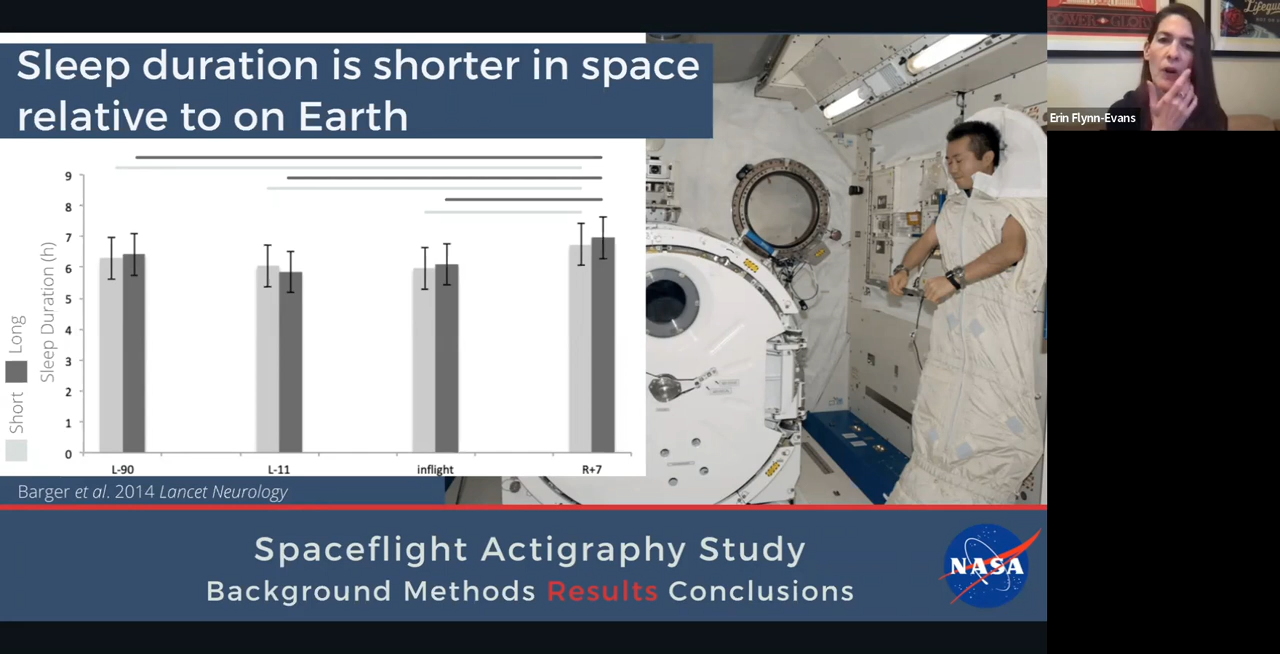 Sleep duration is shorter in space
relative to on Earth
POWER & GLORY
Erin Flynn-Evans
9
8
7
6
5
4
3
2
1
0
Sleep Duration (h)
Short Long
L-90 L-11 inflight R+7
Barger et al. 2014 Lancet Neurology
Spaceflight Actigraphy Study
Background Methods Results Conclusions
NASA